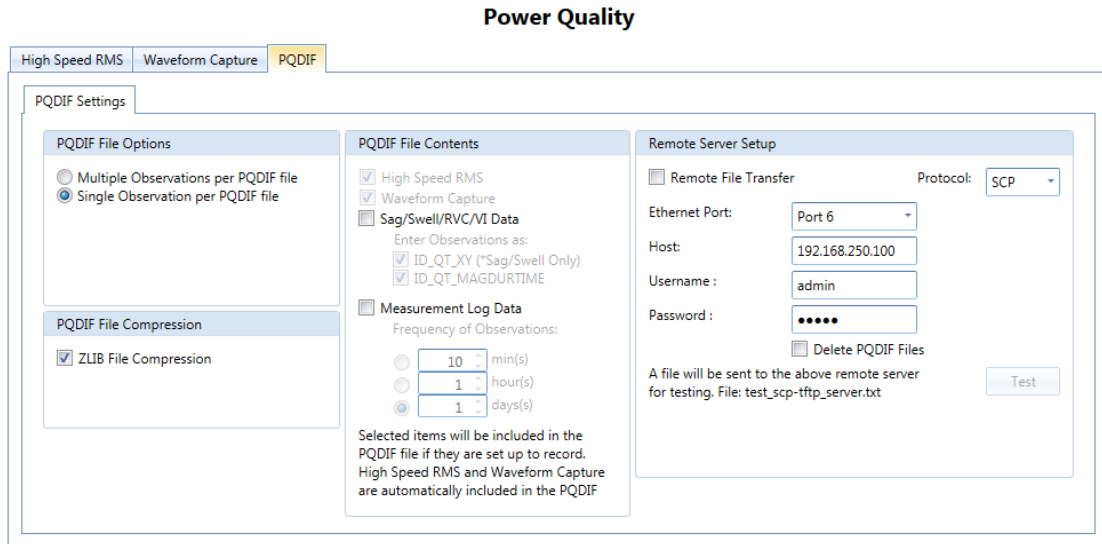 Power Quality
High Speed RMS
Waveform Capture
PQDIF
PQDIF Settings
PQDIF File Options
Multiple Observations per PQDIF file
Single Observation per PQDIF file
PQDIF File Compression
ZLIB File Compression
PQDIF File Contents
High Speed RMS
Waveform Capture
Sag/Swell/RVC/VI Data
Enter Observations as:
ID_QT_XY (*Sag/Swell Only)
ID_QT_MAGDURTIME
Measurement Log Data
Frequency of Observations:
10 min(s)
1 hour(s)
1 days(s)
Selected items will be included in the
PQDIF file if they are set up to record.
High Speed RMS and Waveform Capture
are automatically included in the PQDIF
Remote Server Setup
Remote File Transfer
Protocol: SCP
Ethernet Port: Port 6
Host: 192.168.250.100
Username : admin
Password : •••••
Delete PQDIF Files
A file will be sent to the above remote server
for testing. File: test_scp-tftp_server.txt
Test